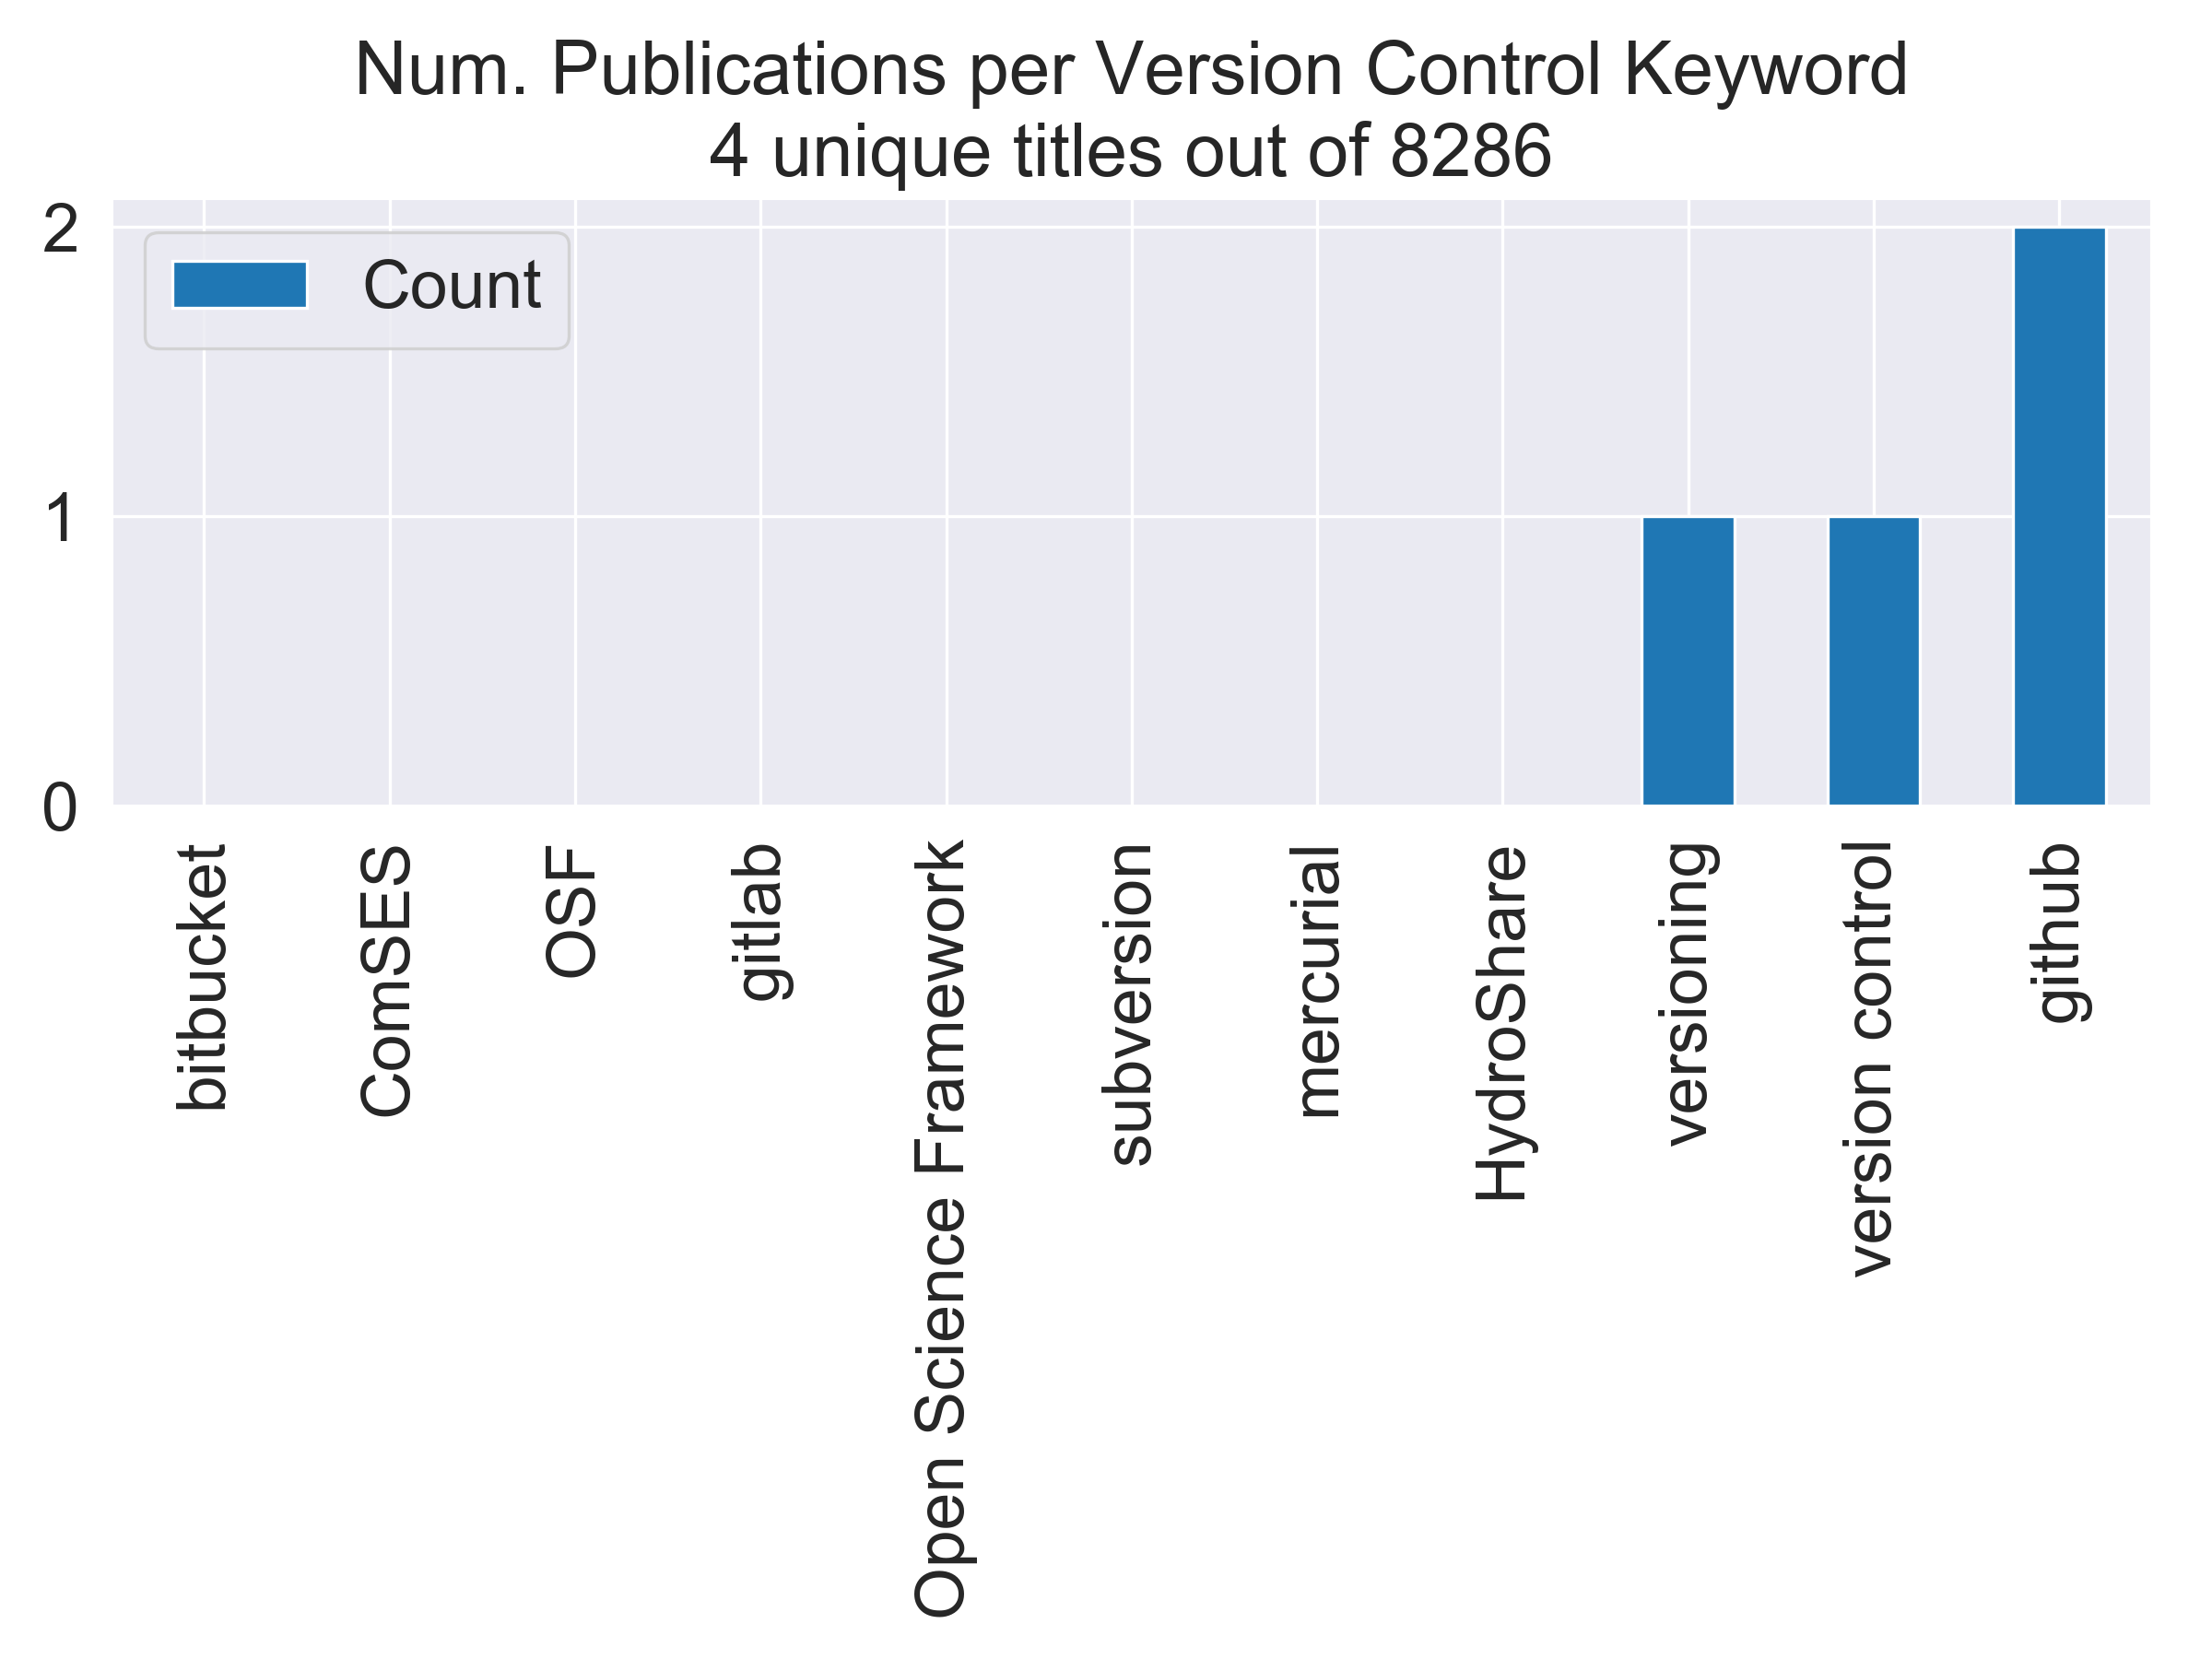 Num. Publications per Version Control Keyword
4 unique titles out of 8286
2
1
0
Count
bitbucket
ComSES
OSF
gitlab
Open Science Framework
subversion
mercurial
HydroShare
versioning
version control
github